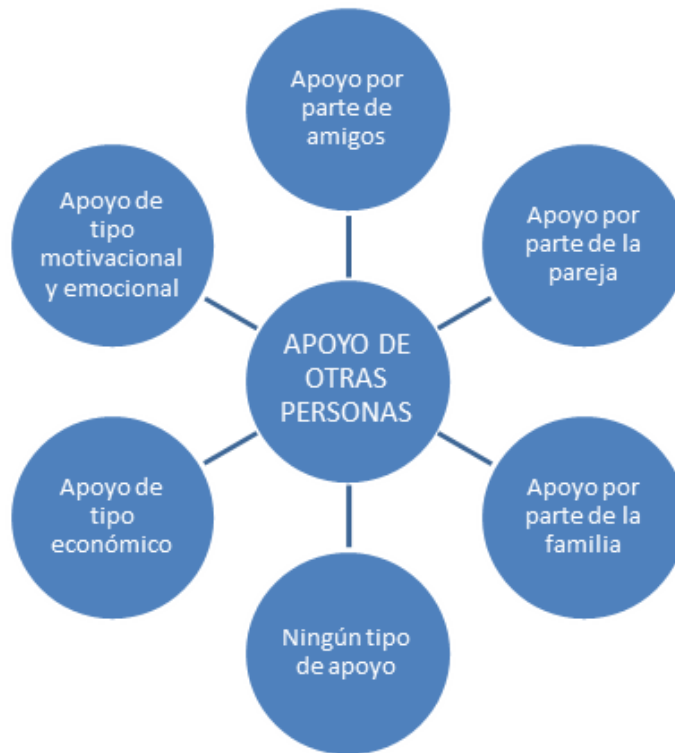 Apoyo por
parte de
amigos
Apoyo de
tipo
motivacional
y emocional
Apoyo por
parte de la
pareja
APOYO DE
OTRAS
PERSONAS
Apoyo de
tipo
económico
Apoyo por
parte de la
familia
Ningún tipo
de apoyo